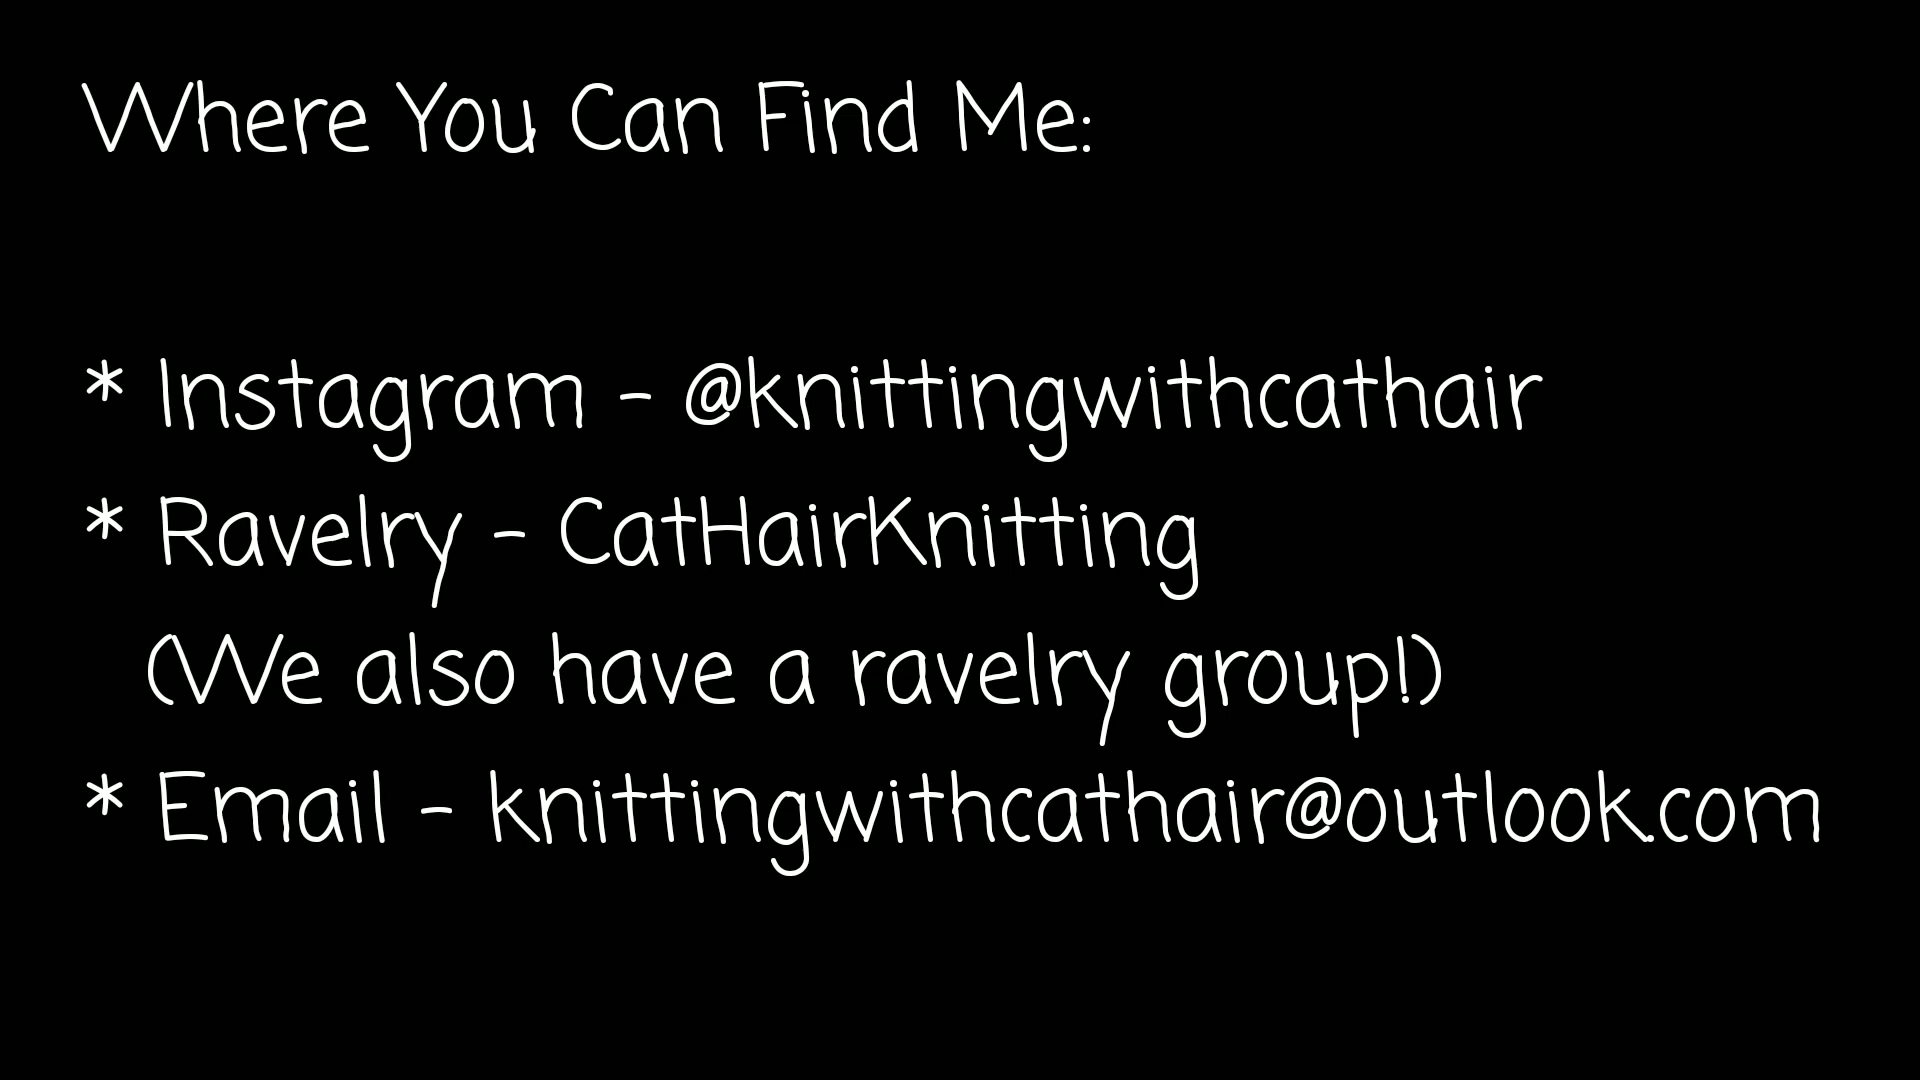 Where You Can Find Me:
* Instagram - @knittingwithcathair
* Ravelry - CatHairKnitting
(We also have a ravelry group!)
* Email - knittingwithcathair@outlook.com